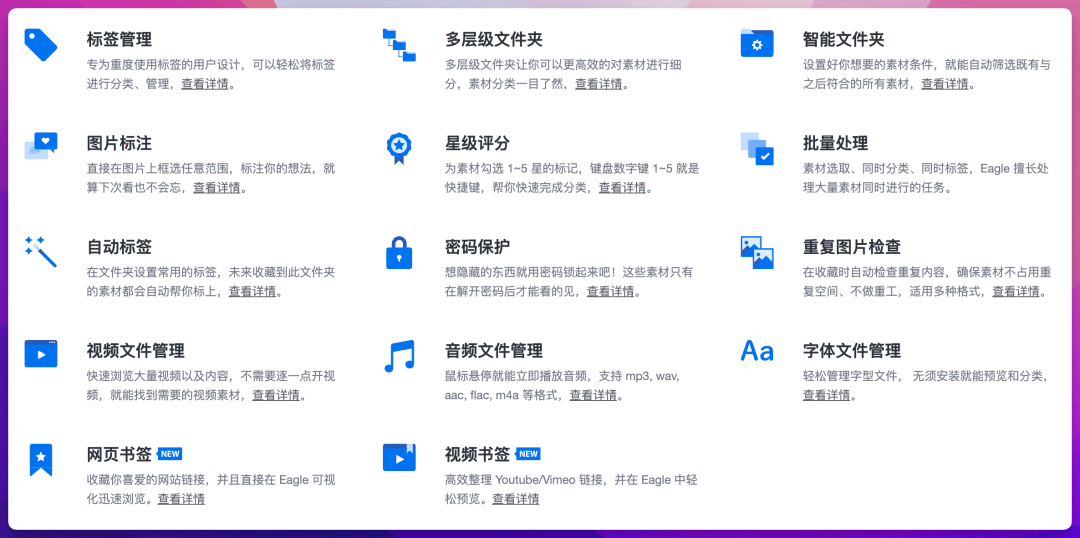 标签管理
专为重度使用标签的用户设计，可以轻松将标签
进行分类、管理，查看详情。
多层级文件夹
多层级文件夹让你可以更高效的对素材进行细
分，素材分类一目了然，查看详情。
智能文件夹
设置好你想要的素材条件，就能自动筛选既有与
之后符合的所有素材，查看详情。
图片标注
直接在图片上框选任意范围，标注你的想法，就
算下次看也不会忘，查看详情。
星级评分
为素材勾选 1~5 星的标记，键盘数字键 1~5 就是
快捷键，帮你快速完成分类，查看详情。
批量处理
素材选取、同时分类、同时标签，Eagle 擅长处
理大量素材同时进行的任务。
自动标签
在文件夹设置常用的标签，未来收藏到此文件夹
的素材都会自动帮你标上，查看详情。
密码保护
想隐藏的东西就用密码锁起来吧！这些素材只有
在解开密码后才能看的见，查看详情。
重复图片检查
在收藏时自动检查重复内容，确保素材不占用重
复空间、不做重工，适用多种格式，查看详情。
视频文件管理
快速浏览大量视频以及内容，不需要逐一点开视
频，就能找到需要的视频素材，查看详情。
音频文件管理
鼠标悬停就能立即播放音频，支持 mp3, wav,
aac, flac, m4a 等格式，查看详情。
Aa
字体文件管理
轻松管理字型文件， 无须安装就能预览和分类，
查看详情。
网页书签 NEW
收藏你喜爱的网站链接，并且直接在 Eagle 可视
化迅速浏览。查看详情
视频书签 NEW
高效整理 Youtube/Vimeo 链接，并在 Eagle 中轻
松预览。查看详情